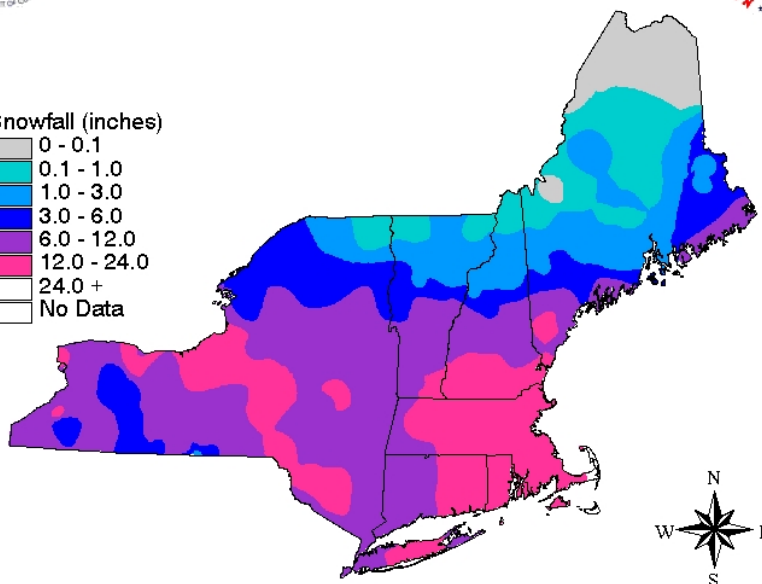 Snowfall (inches)
0 - 0.1
0.1 - 1.0
1.0 - 3.0
3.0 - 6.0
6.0 - 12.0
12.0 - 24.0
24.0 +
No Data
N
W
S